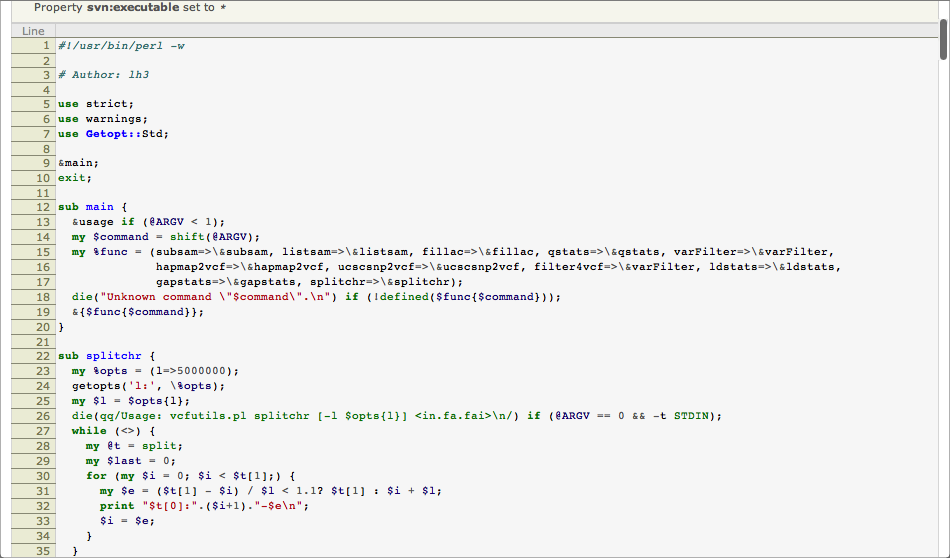 Property svn:executable set to *
Line
1 #!/usr/bin/perl -w
2
3 # Author: lh3
4
5 use strict;
6 use warnings;
7 use Getopt::Std;
8
9 &main;
10 exit;
11
12 sub main {
13   &usage if (@ARGV < 1);
14   my $command = shift(@ARGV);
15   my %func = (subsam=>\&subsam, listsam=>\&listsam, fillac=>\&fillac, qstats=>\&qstats, varFilter=>\&varFilter,
16               hapmap2vcf=>\&hapmap2vcf, ucscsnp2vcf=>\&ucscsnp2vcf, filter4vcf=>\&varFilter, ldstats=>\&ldstats,
17               gapstats=>\&gapstats, splitchr=>\&splitchr);
18   die("Unknown command \"$command\".\n") if (!defined($func{$command}));
19   &{$func{$command}};
20 }
21
22 sub splitchr {
23   my %opts = (l=>5000000);
24   getopts('l:', \%opts);
25   my $l = $opts{l};
26   die(qq/Usage: vcfutils.pl splitchr [-l $opts{l}] <in.fa.fai>\n/) if (@ARGV == 0 && -t STDIN);
27   while (<>) {
28     my @t = split;
29     my $last = 0;
30     for (my $i = 0; $i < $t[1];) {
31       my $e = ($t[1] - $i) / $l < 1.1? $t[1] : $i + $l;
32       print "$t[0]:".($i+1)."-$e\n";
33       $i = $e;
34     }
35   }